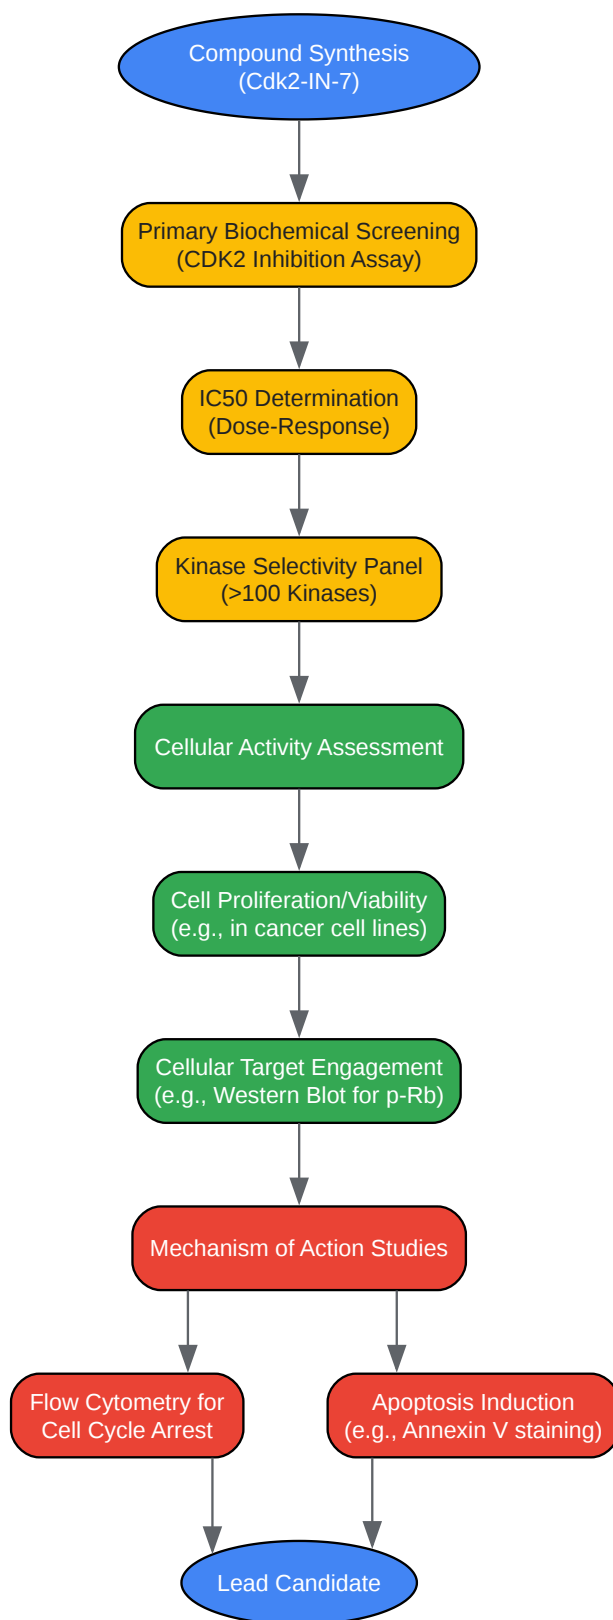 Compound Synthesis
(Cdk2-IN-7)
Primary Biochemical Screening
(CDK2 Inhibition Assay)
IC50 Determination
(Dose-Response)
Kinase Selectivity Panel
(>100 Kinases)
Cellular Activity Assessment
Cell Proliferation/Viability
(e.g., in cancer cell lines)
Cellular Target Engagement
(e.g., Western Blot for p-Rb)
Mechanism of Action Studies
Flow Cytometry for
Cell Cycle Arrest
Apoptosis Induction
(e.g., Annexin V staining)
Lead Candidate